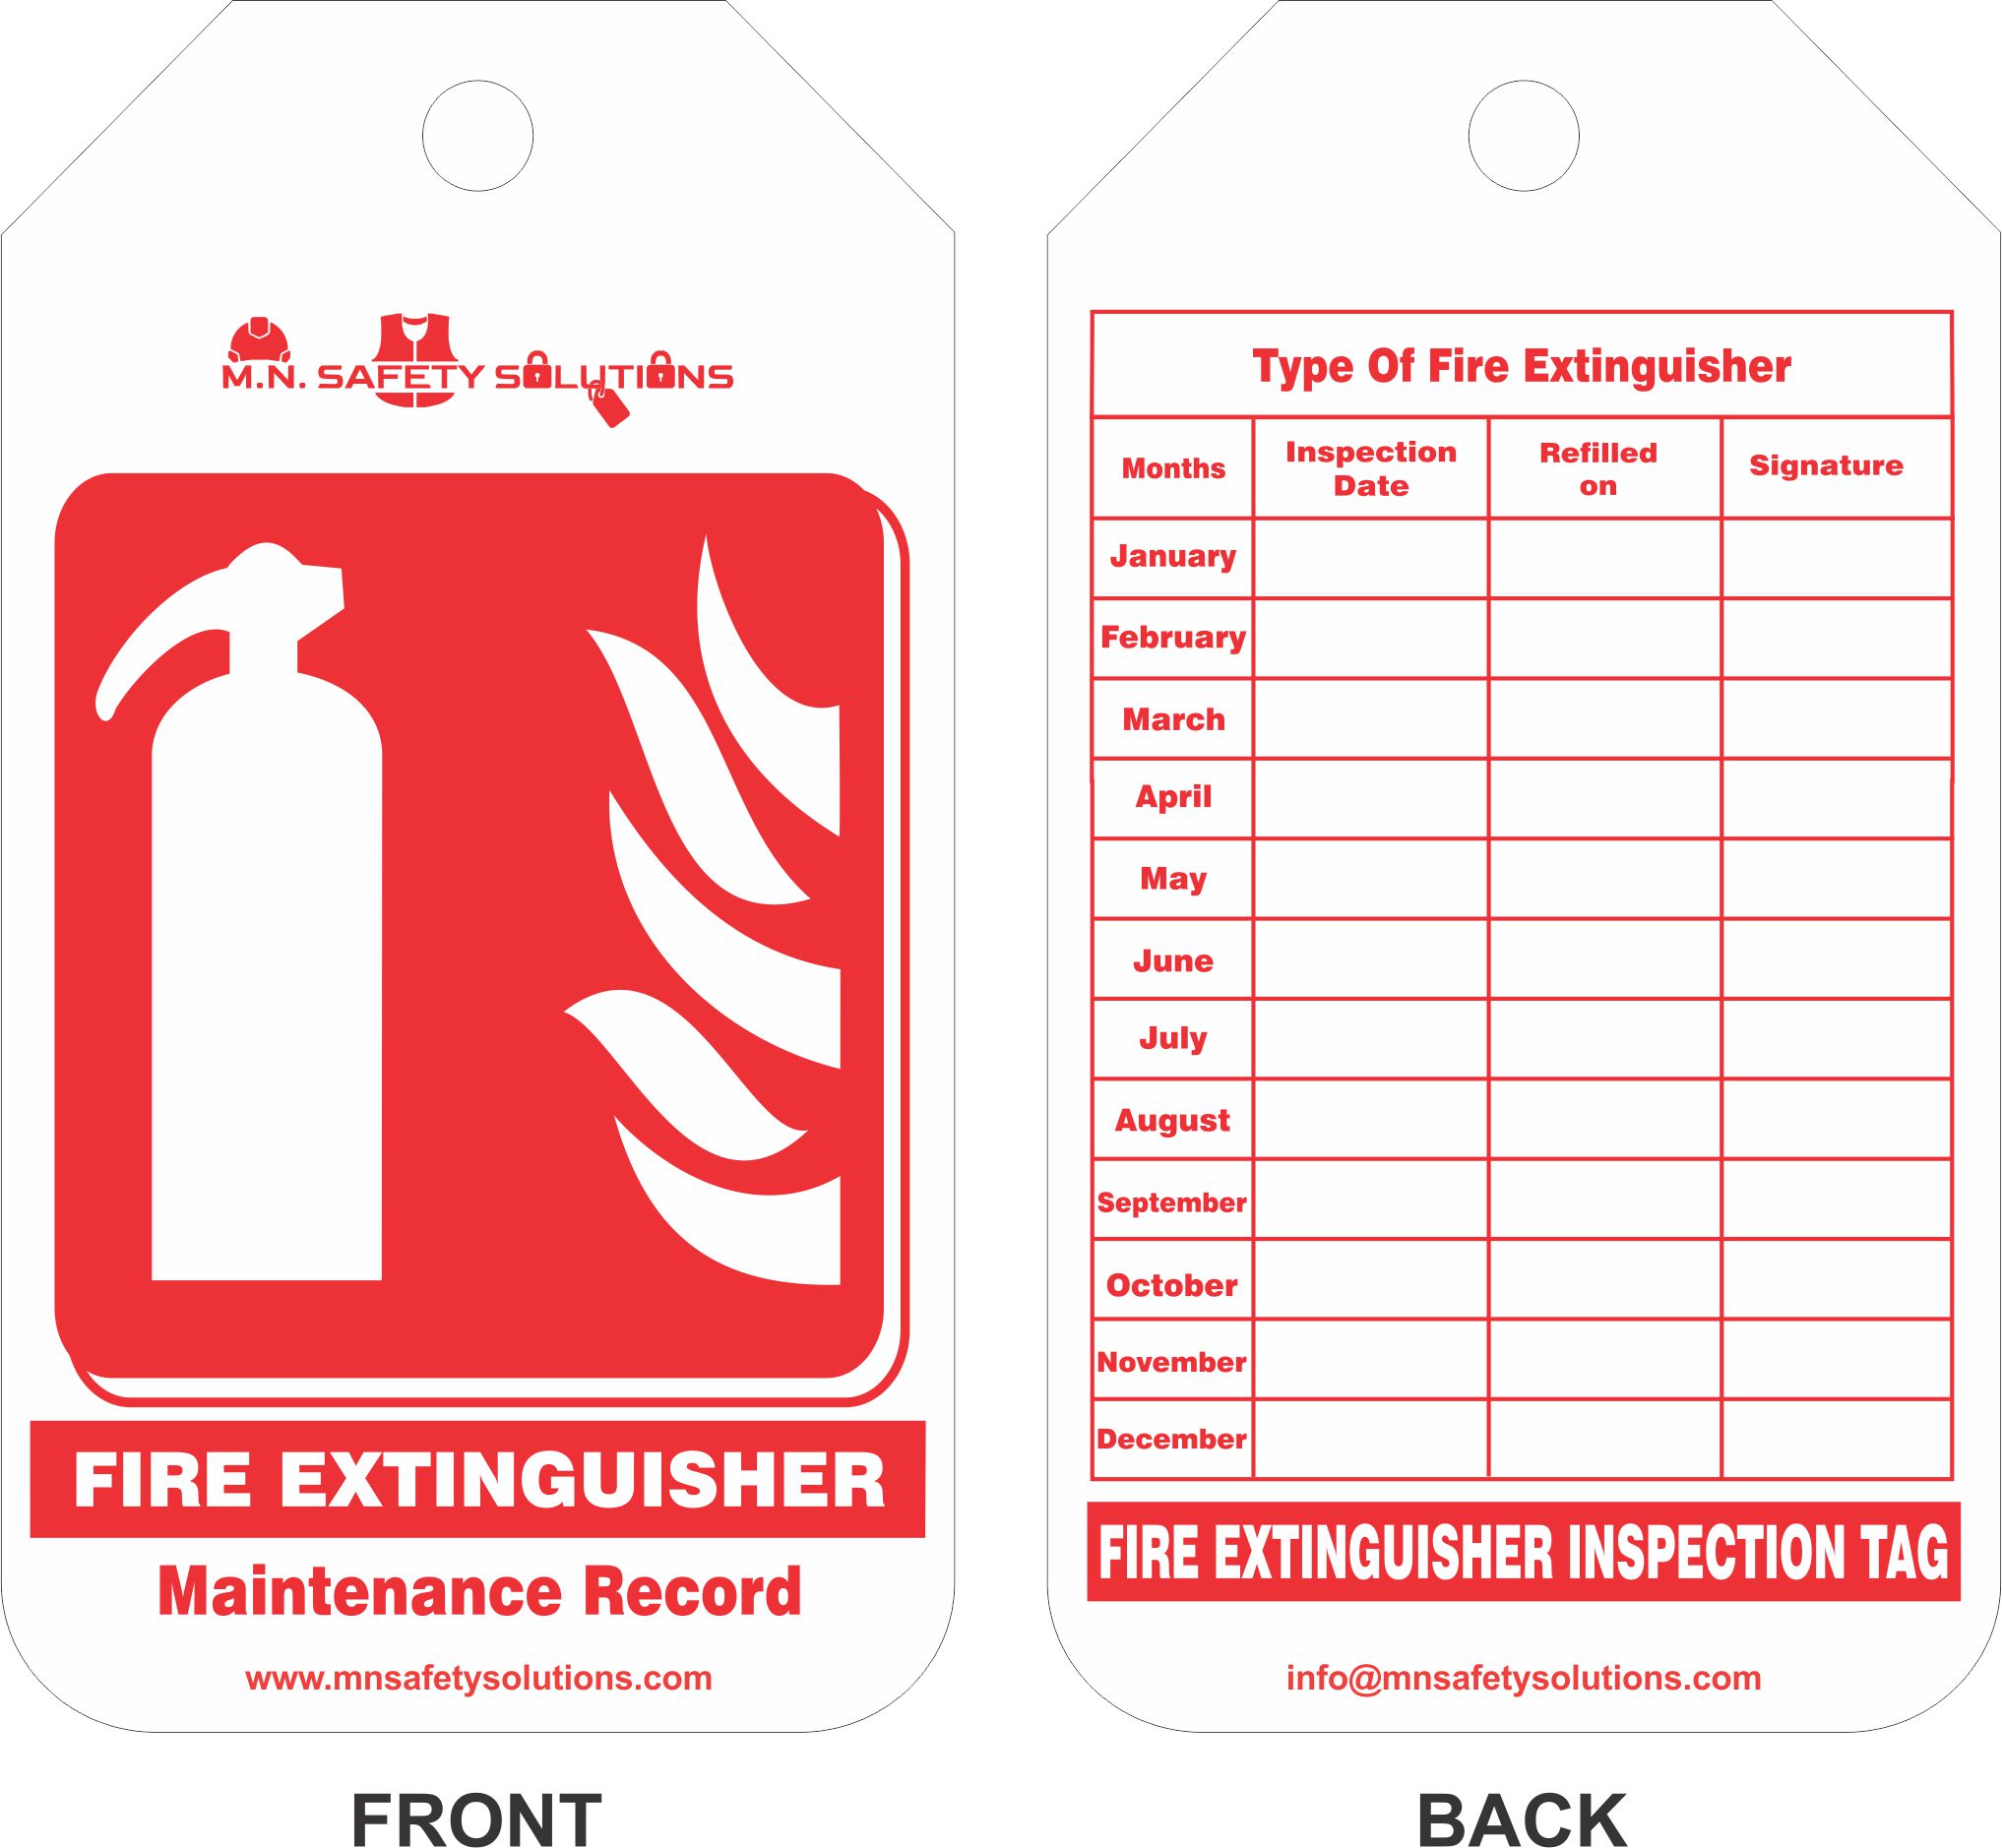 M.N. SAFETY SOLUTIONS
FIRE EXTINGUISHER
Maintenance Record
www.mnsafetysolutions.com
FRONT
Type Of Fire Extinguisher
Months Inspection Date Refilled on Signature
January
February
March
April
May
June
July
August
September
October
November
December
FIRE EXTINGUISHER INSPECTION TAG
info@mnsafetysolutions.com
BACK